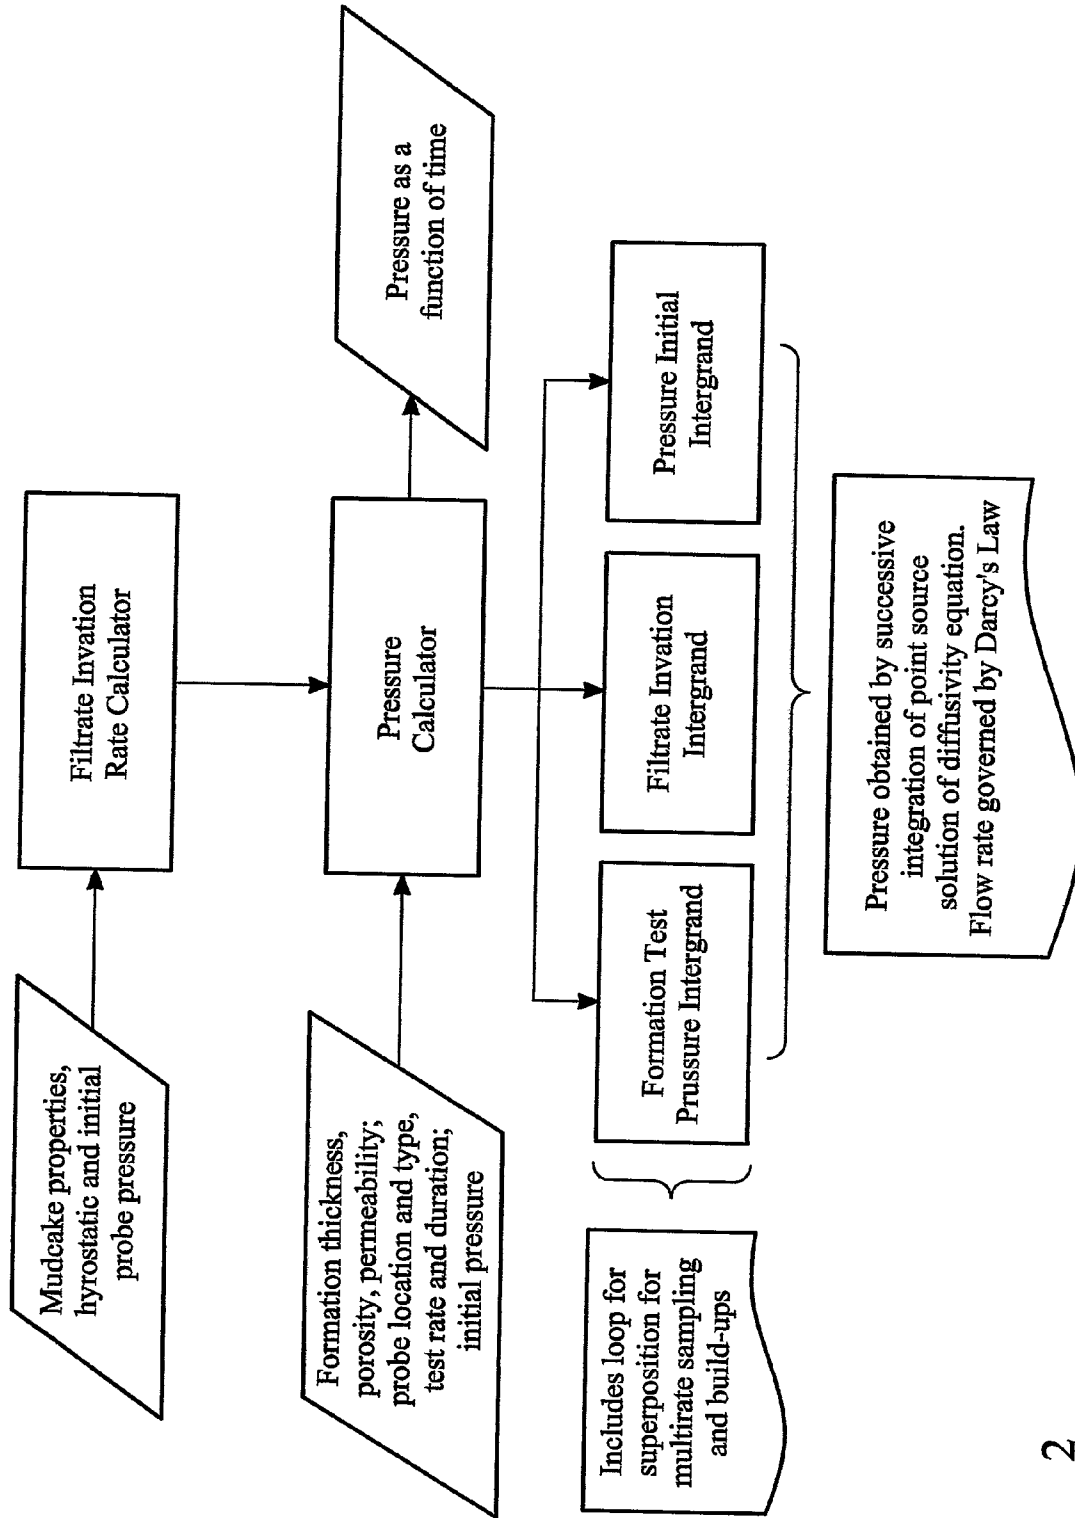 Mudcake properties,
hyrostatic and initial
probe pressure
Filtrate Invation
Rate Calculator
Formation thickness,
porosity, permeability;
probe location and type,
test rate and duration;
initial pressure
Pressure
Calculator
Pressure as a
function of time
Includes loop for
superposition for
multirate sampling
and build-ups
Formation Test
Prussure Intergrand
Filtrate Invation
Intergrand
Pressure Initial
Intergrand
Pressure obtained by successive
integration of point source
solution of diffusivity equation.
Flow rate governed by Darcy's Law
2